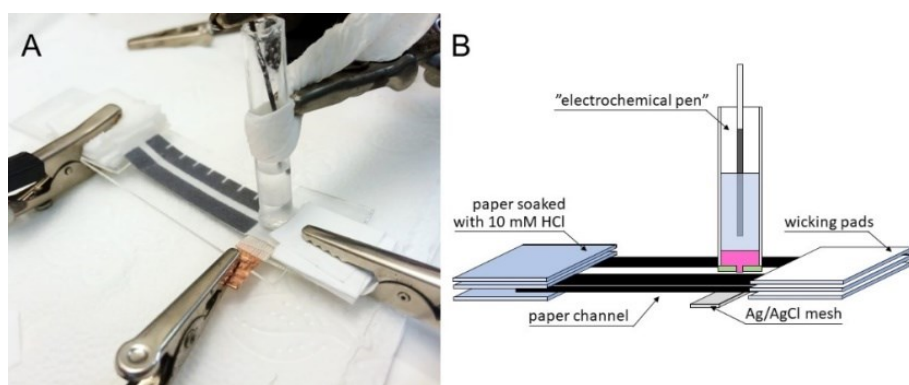 A
B
”electrochemical pen”
paper soaked
with 10 mM HCl
wicking pads
paper channel
Ag/AgCl mesh